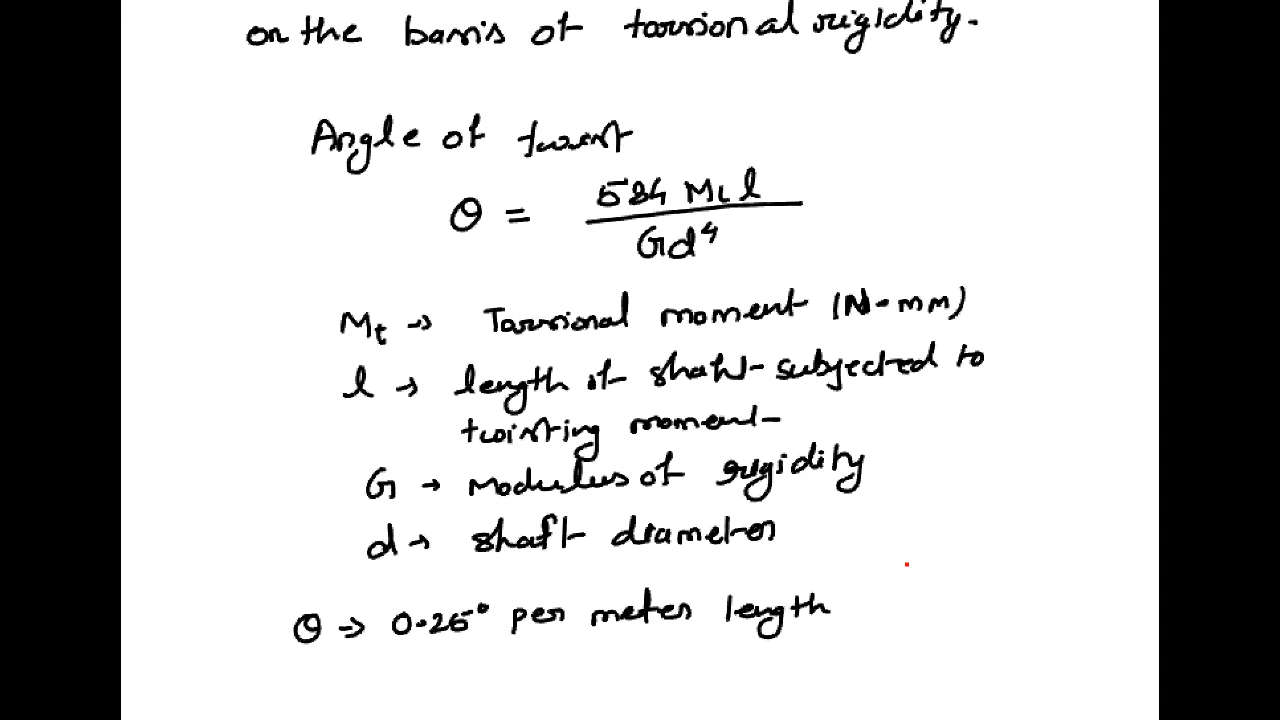 on the basis of torsional rigidity.
Angle of twist
θ = 584 Mt l / Gd⁴
Mt → Torsional moment (N-mm)
l → length of shaft subjected to
twisting moment
G → Modulus of rigidity
d → shaft diameter
θ → 0.25° per meter length